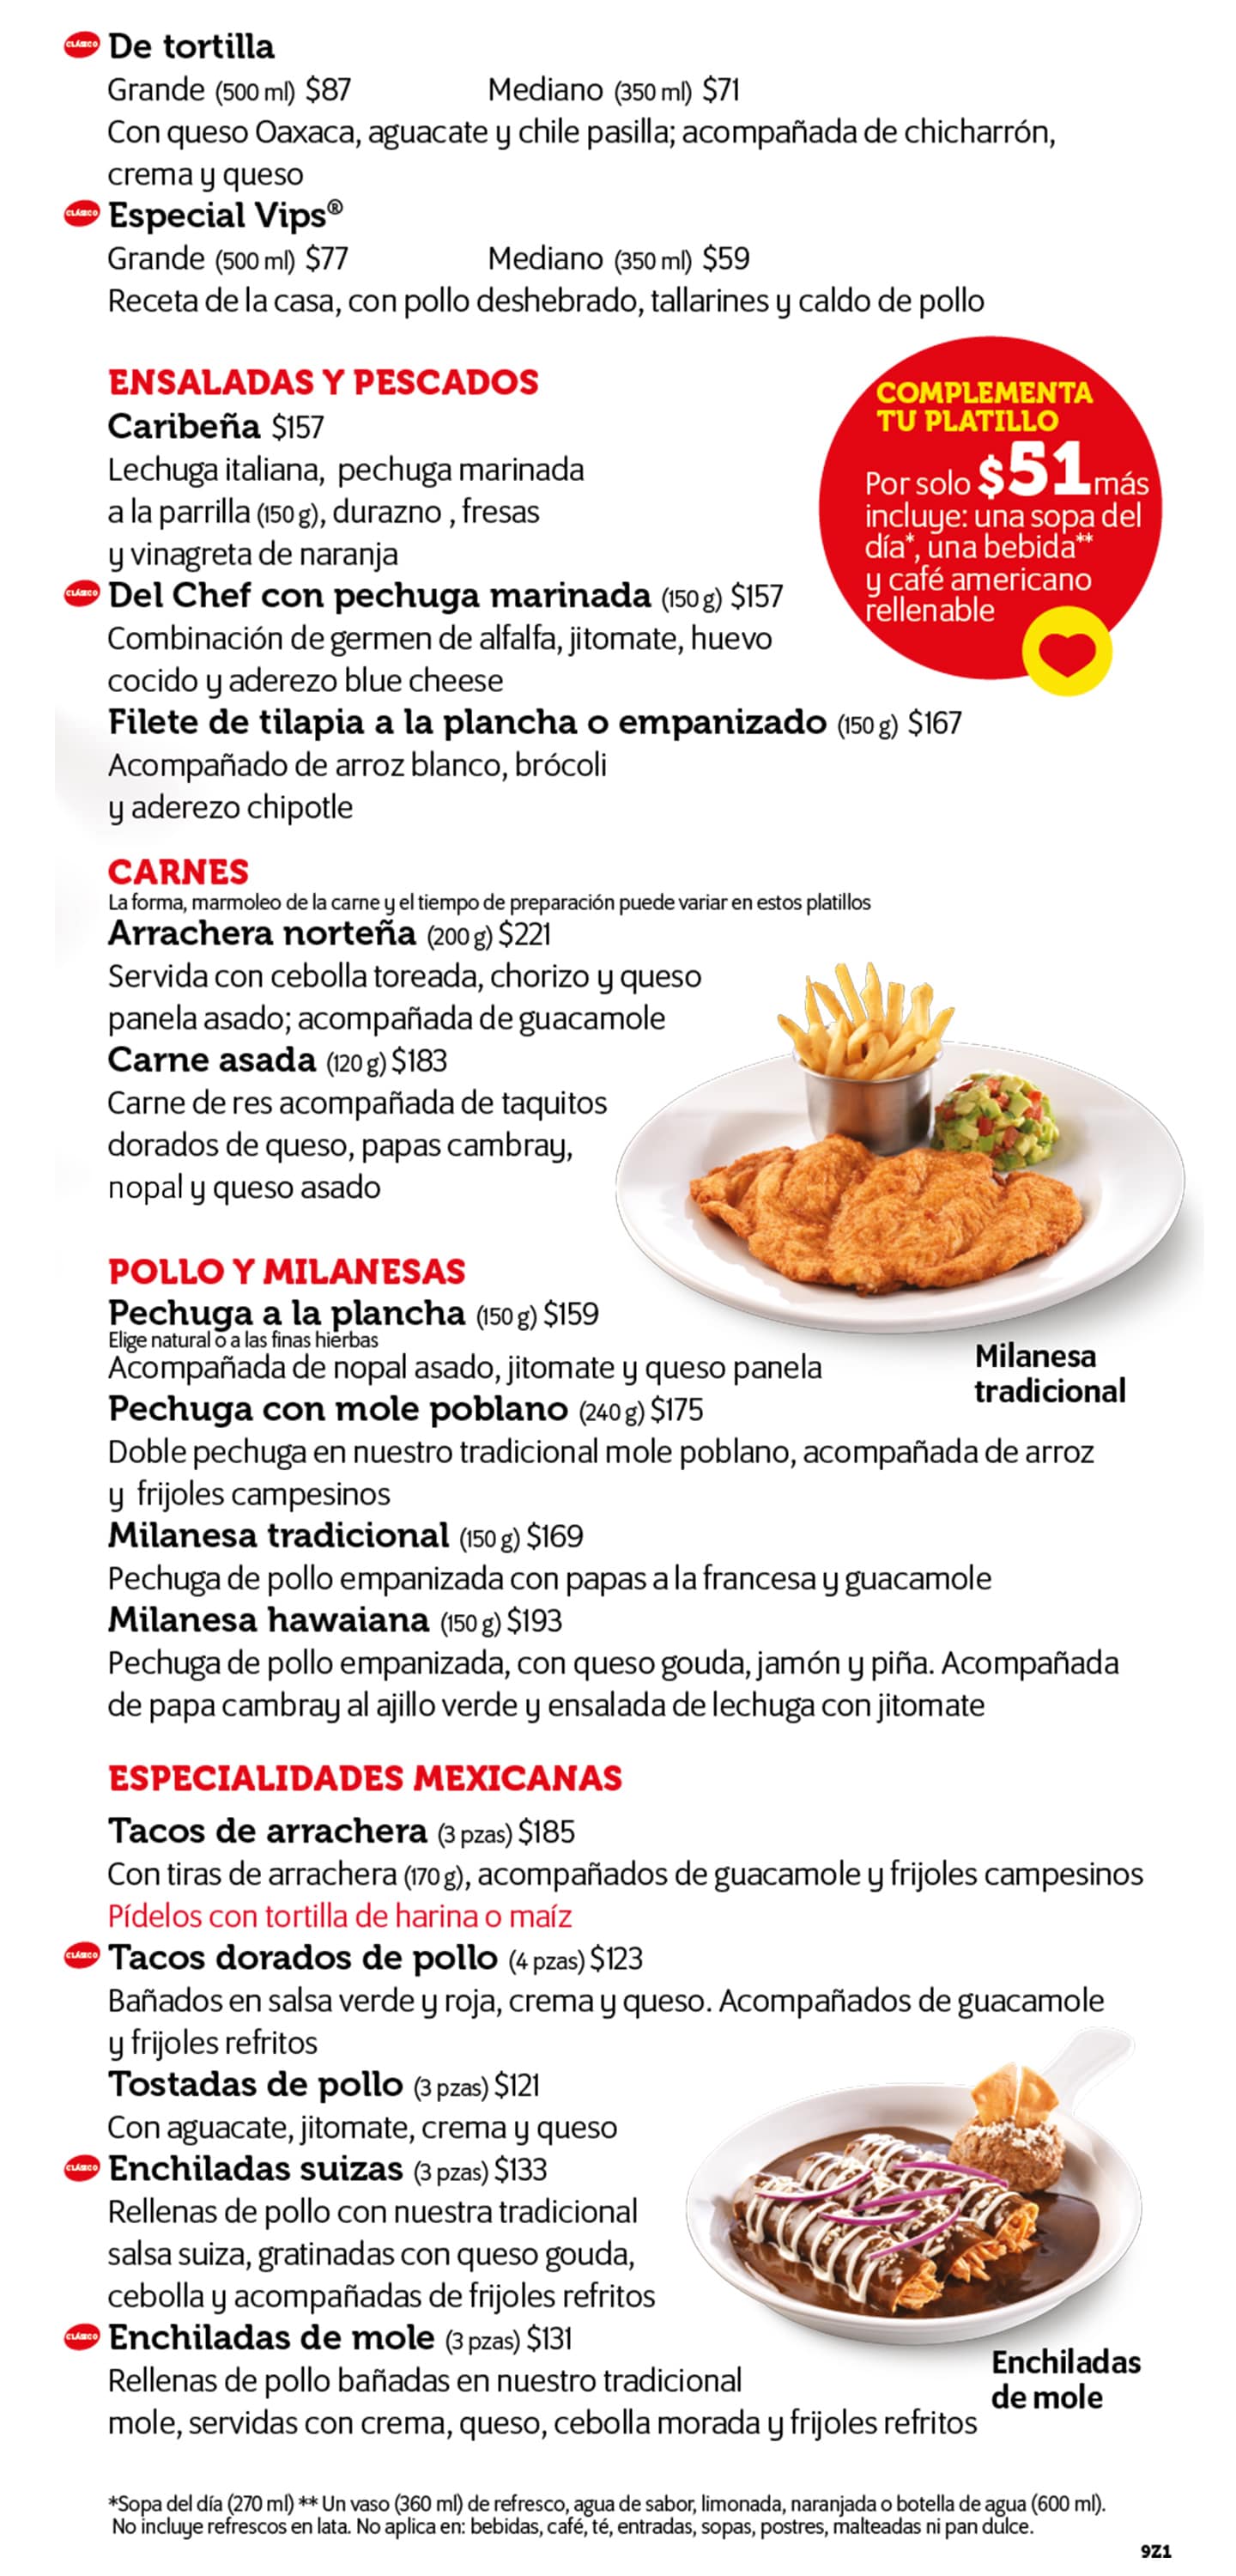 CLÁSICO De tortilla
Grande (500 ml) $87 Mediano (350 ml) $71
Con queso Oaxaca, aguacate y chile pasilla; acompañada de chicharrón,
crema y queso
CLÁSICO Especial Vips®
Grande (500 ml) $77 Mediano (350 ml) $59
Receta de la casa, con pollo deshebrado, tallarines y caldo de pollo
ENSALADAS Y PESCADOS
Caribeña $157
Lechuga italiana, pechuga marinada
a la parrilla (150 g), durazno , fresas
y vinagreta de naranja
CLÁSICO Del Chef con pechuga marinada (150 g) $157
Combinación de germen de alfalfa, jitomate, huevo
cocido y aderezo blue cheese
Filete de tilapia a la plancha o empanizado (150 g) $167
Acompañado de arroz blanco, brócoli
y aderezo chipotle
COMPLEMENTA
TU PLATILLO
Por solo $51 más
incluye: una sopa del
día*, una bebida**
y café americano
rellenable
CARNES
La forma, marmoleo de la carne y el tiempo de preparación puede variar en estos platillos
Arrachera norteña (200 g) $221
Servida con cebolla toreada, chorizo y queso
panela asado; acompañada de guacamole
Carne asada (120 g) $183
Carne de res acompañada de taquitos
dorados de queso, papas cambray,
nopal y queso asado
POLLO Y MILANESAS
Pechuga a la plancha (150 g) $159
Elige natural o a las finas hierbas
Acompañada de nopal asado, jitomate y queso panela
Milanesa
tradicional
Pechuga con mole poblano (240 g) $175
Doble pechuga en nuestro tradicional mole poblano, acompañada de arroz
y frijoles campesinos
Milanesa tradicional (150 g) $169
Pechuga de pollo empanizada con papas a la francesa y guacamole
Milanesa hawaiana (150 g) $193
Pechuga de pollo empanizada, con queso gouda, jamón y piña. Acompañada
de papa cambray al ajillo verde y ensalada de lechuga con jitomate
ESPECIALIDADES MEXICANAS
Tacos de arrachera (3 pzas) $185
Con tiras de arrachera (170 g), acompañados de guacamole y frijoles campesinos
Pídelos con tortilla de harina o maíz
CLÁSICO Tacos dorados de pollo (4 pzas) $123
Bañados en salsa verde y roja, crema y queso. Acompañados de guacamole
y frijoles refritos
Tostadas de pollo (3 pzas) $121
Con aguacate, jitomate, crema y queso
CLÁSICO Enchiladas suizas (3 pzas) $133
Rellenas de pollo con nuestra tradicional
salsa suiza, gratinadas con queso gouda,
cebolla y acompañadas de frijoles refritos
CLÁSICO Enchiladas de mole (3 pzas) $131
Rellenas de pollo bañadas en nuestro tradicional
mole, servidas con crema, queso, cebolla morada y frijoles refritos
Enchiladas
de mole
*Sopa del día (270 ml) ** Un vaso (360 ml) de refresco, agua de sabor, limonada, naranjada o botella de agua (600 ml).
No incluye refrescos en lata. No aplica en: bebidas, café, té, entradas, sopas, postres, malteadas ni pan dulce.
9Z1